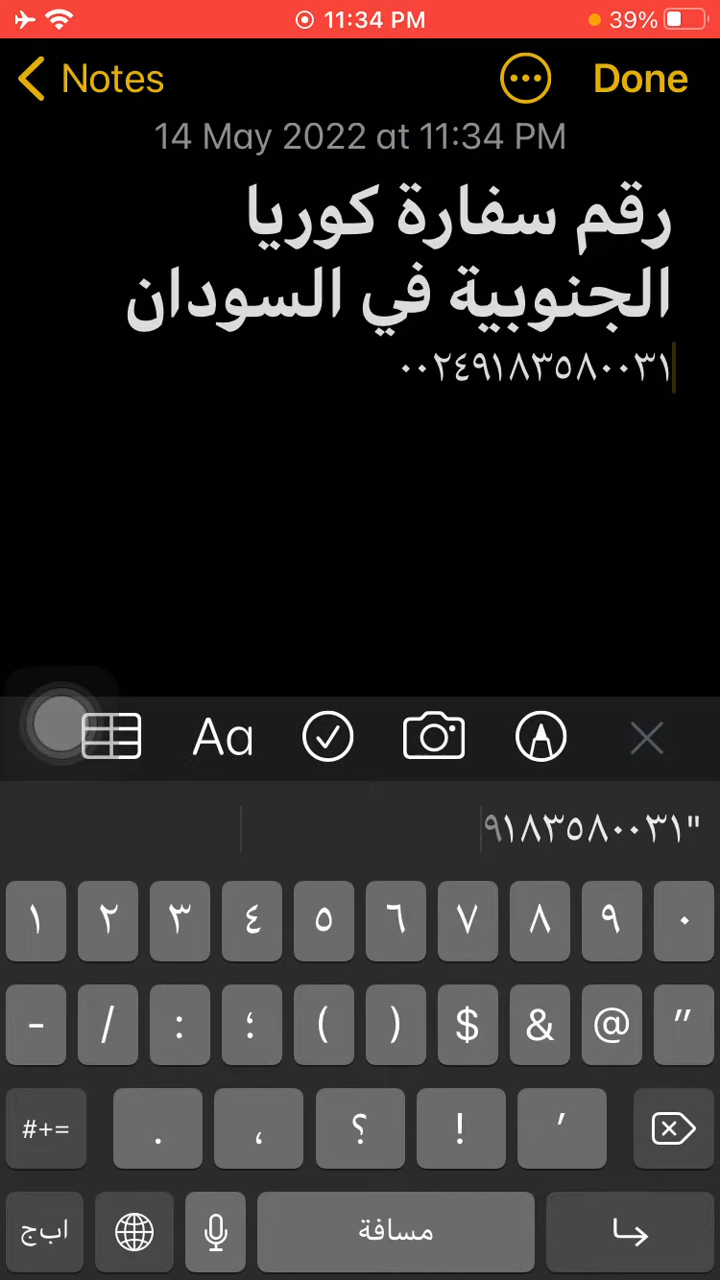 11:34 PM
39%
Notes
Done
14 May 2022 at 11:34 PM
رقم سفارة كوريا
الجنوبية في السودان
٠٠٢٤٩١٨٣٥٨٠٠٣١
Aa
"٩١٨٣٥٨٠٠٣١
١ ٢ ٣ ٤ ٥ ٦ ٧ ٨ ٩ ٠
- / : ؛ ( ) $ & @ "
#+= . ، ؟ ! '
اب‌ج مسافة